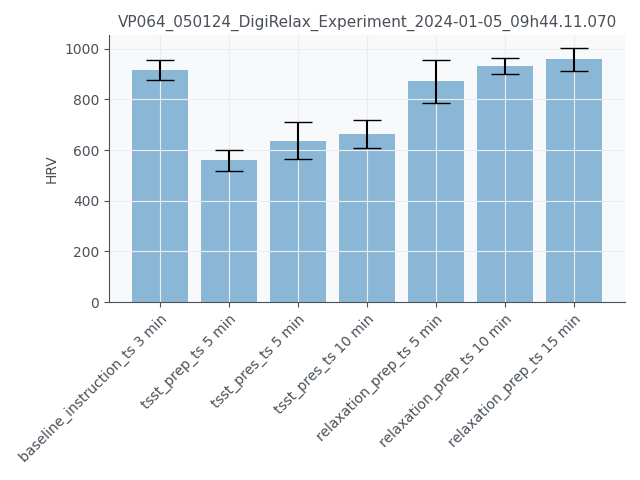 VP064_050124_DigiRelax_Experiment_2024-01-05_09h44.11.070
HRV
1000
800
600
400
200
0
baseline_instruction_ts 3 min
tsst_prep_ts 5 min
tsst_pres_ts 5 min
tsst_pres_ts 10 min
relaxation_prep_ts 5 min
relaxation_prep_ts 10 min
relaxation_prep_ts 15 min